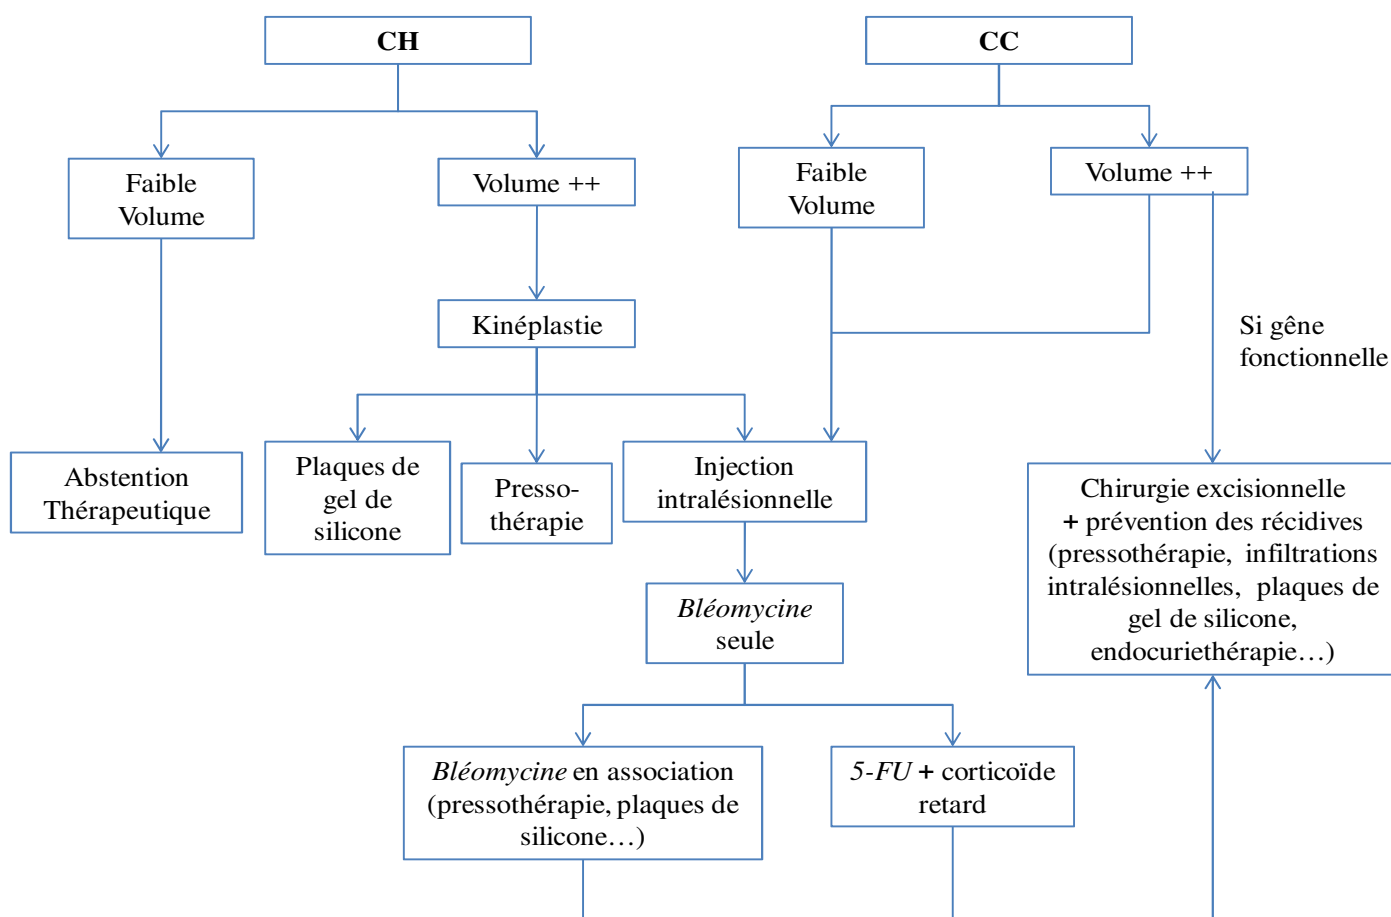 CH
CC
Faible
Volume
Volume ++
Faible
Volume
Volume ++
Kinéplastie
Si gêne
fonctionnelle
Abstention
Thérapeutique
Plaques de
gel de
silicone
Presso-
thérapie
Injection
intralésionnelle
Chirurgie excisionnelle
+ prévention des récidives
(pressothérapie, infiltrations
intralésionnelles, plaques de
gel de silicone,
endocuriethérapie…)
Bléomycine
seule
Bléomycine en association
(pressothérapie, plaques de
silicone…)
5-FU + corticoïde
retard